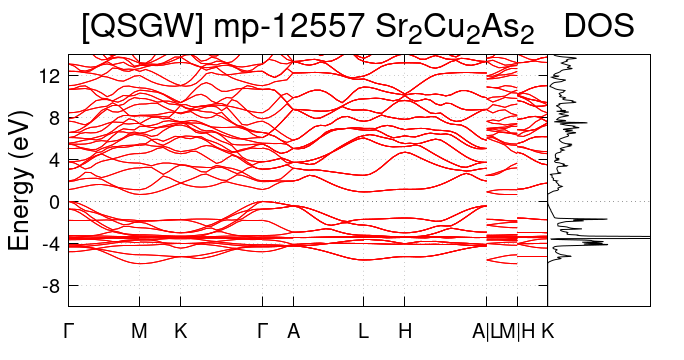 [QSGW] mp-12557 Sr2Cu2As2 DOS
Energy (eV)
12
8
4
0
-4
-8
Γ M K Γ A L H A|LM|H K